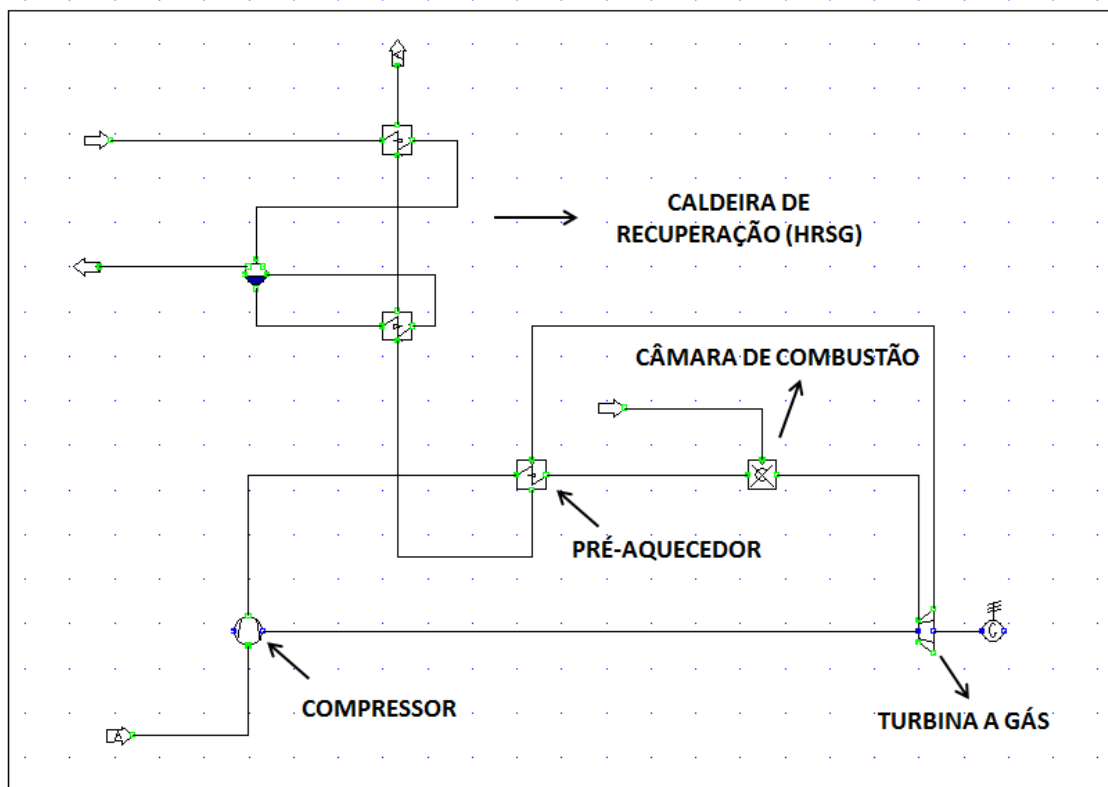 CALDEIRA DE
RECUPERAÇÃO (HRSG)
CÂMARA DE COMBUSTÃO
PRÉ-AQUECEDOR
G
COMPRESSOR
A
TURBINA A GÁS